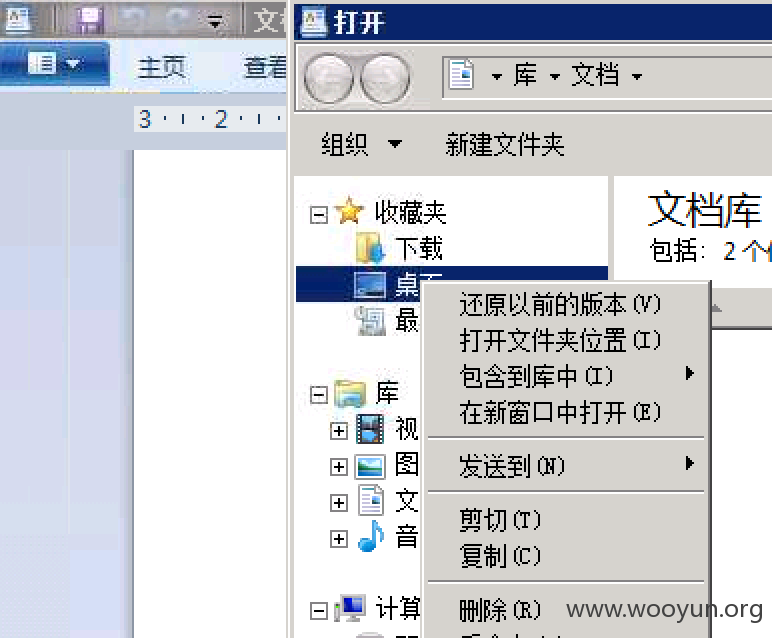 文
打开
主页 查看
库 文档
3 · ı · 2 · ı ·
组织 新建文件夹
收藏夹
下载
桌面
最
库
视
图
文
音
计算
文档库
包括: 2 个
还原以前的版本(V)
打开文件夹位置(I)
包含到库中(I)
在新窗口中打开(E)
发送到(N)
剪切(T)
复制(C)
删除(R)
www.wooyun.org